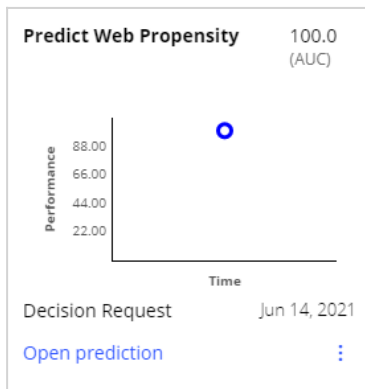 Predict Web Propensity 100.0
(AUC)
88.00
66.00
44.00
22.00
Performance
Time
Decision Request Jun 14, 2021
Open prediction